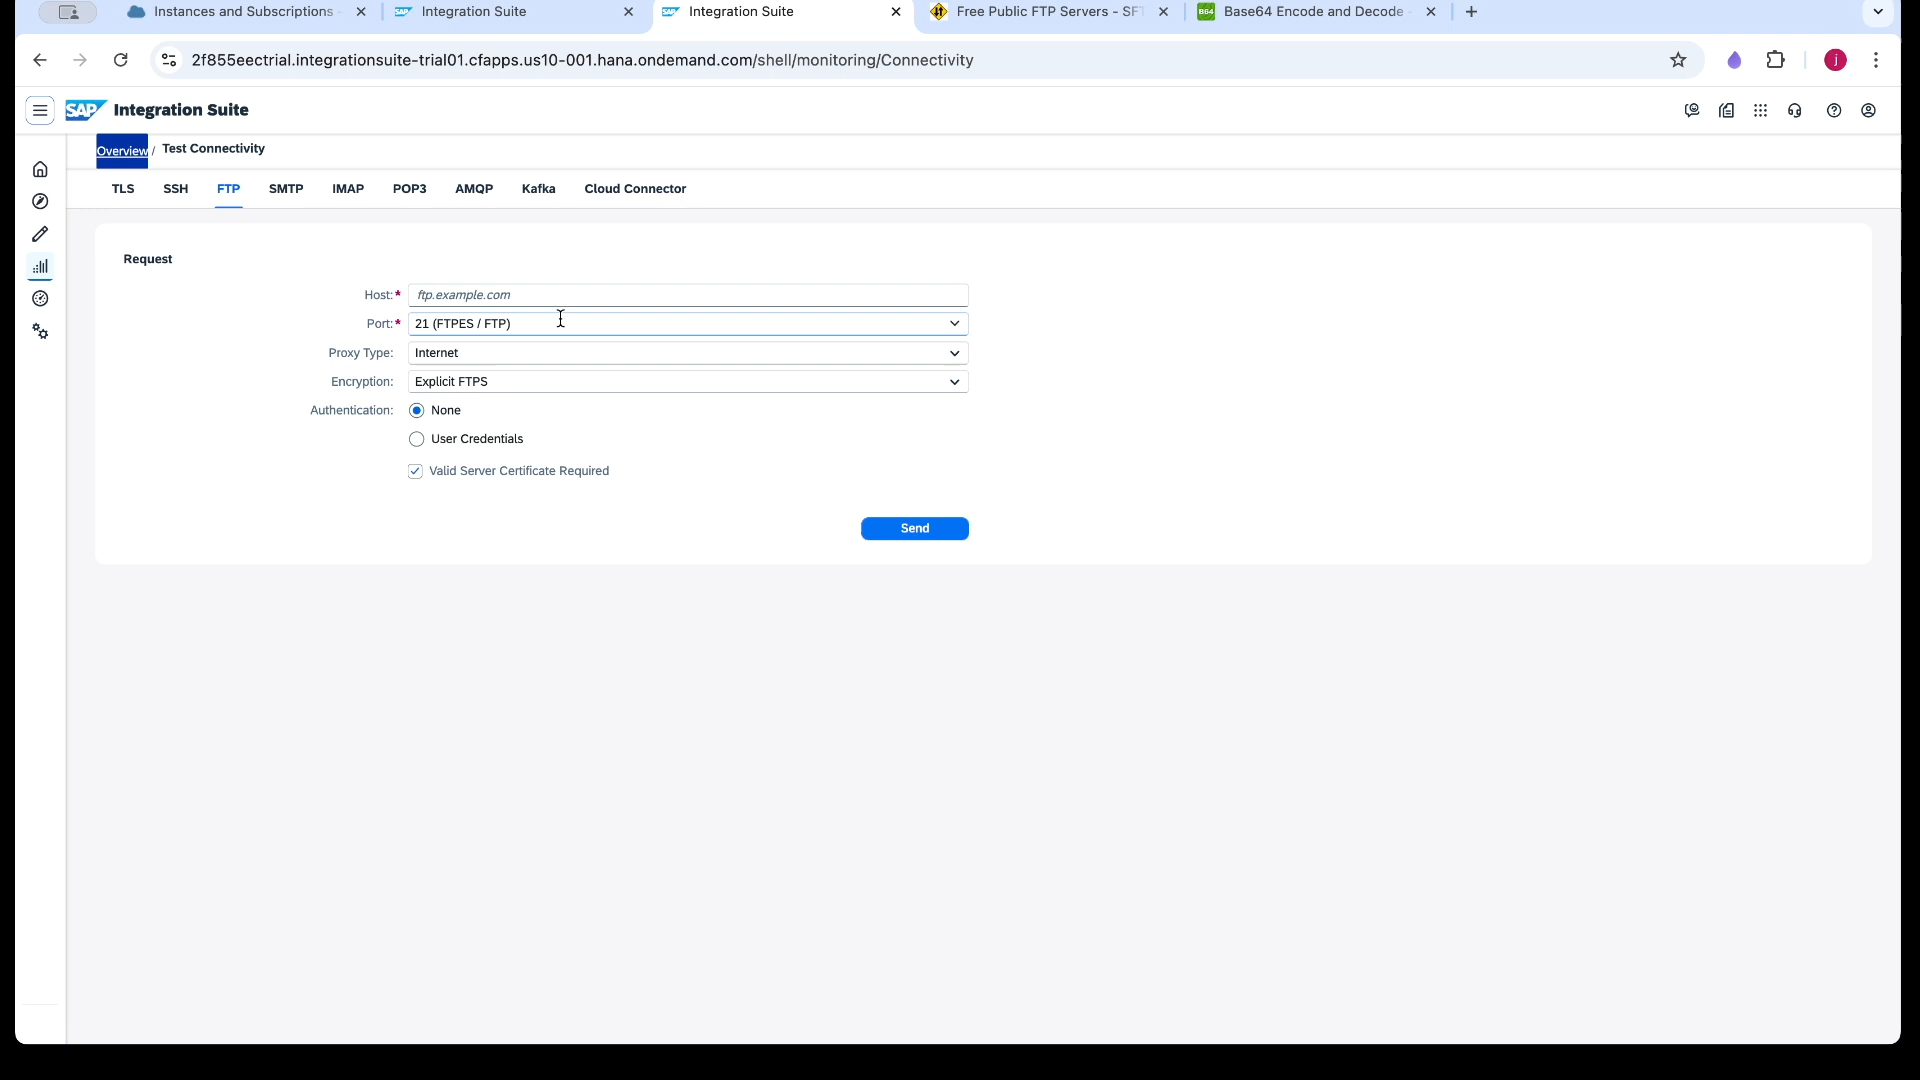 Instances and Subscriptions
Integration Suite
Integration Suite
Free Public FTP Servers - SFT
B64 Base64 Encode and Decode
2f855eectrial.integrationsuite-trial01.cfapps.us10-001.hana.ondemand.com/shell/monitoring/Connectivity
j
SAP Integration Suite
Overview / Test Connectivity
TLS SSH FTP SMTP IMAP POP3 AMQP Kafka Cloud Connector
Request
Host:* ftp.example.com
Port:* 21 (FTPES / FTP)
Proxy Type: Internet
Encryption: Explicit FTPS
Authentication: None
User Credentials
Valid Server Certificate Required
Send